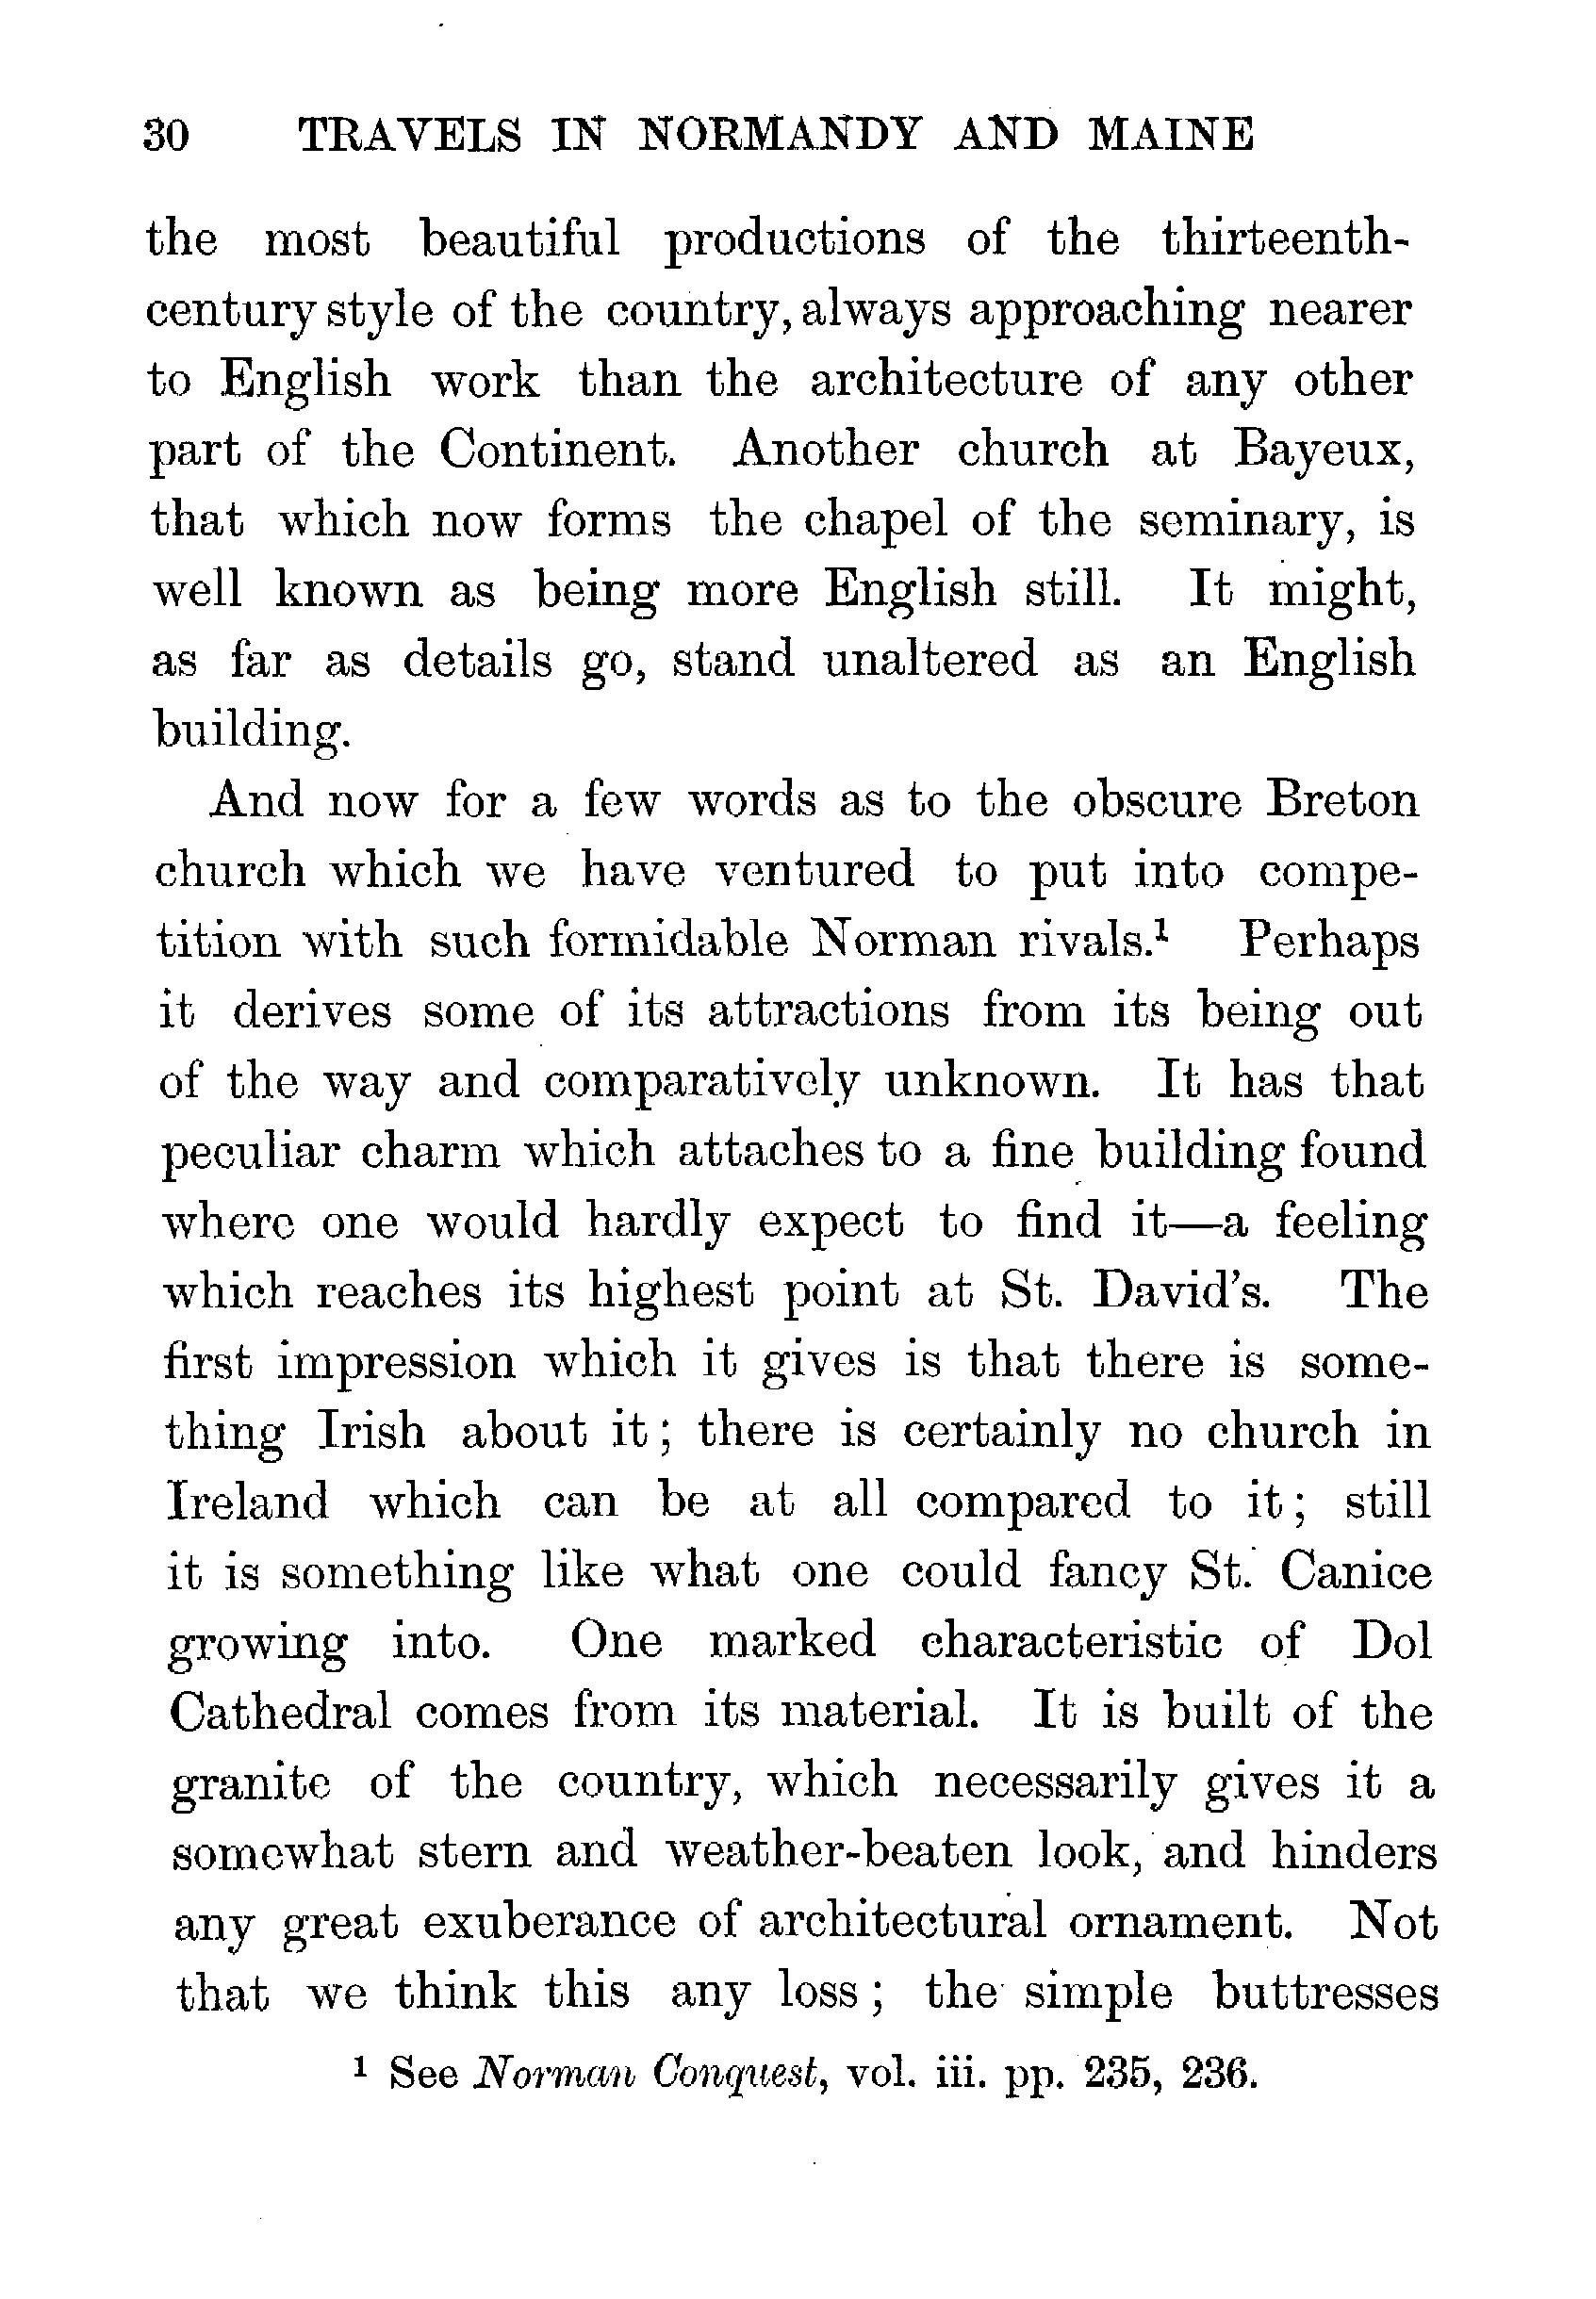 30 TRAVELS IN NORMANDY AND MAINE
the most beautiful productions of the thirteenth-
century style of the country, always approaching nearer
to English work than the architecture of any other
part of the Continent. Another church at Bayeux,
that which now forms the chapel of the seminary, is
well known as being more English still. It might,
as far as details go, stand unaltered as an English
building.
And now for a few words as to the obscure Breton
church which we have ventured to put into compe-
tition with such formidable Norman rivals.¹ Perhaps
it derives some of its attractions from its being out
of the way and comparatively unknown. It has that
peculiar charm which attaches to a fine building found
where one would hardly expect to find it—a feeling
which reaches its highest point at St. David's. The
first impression which it gives is that there is some-
thing Irish about it; there is certainly no church in
Ireland which can be at all compared to it; still
it is something like what one could fancy St. Canice
growing into. One marked characteristic of Dol
Cathedral comes from its material. It is built of the
granite of the country, which necessarily gives it a
somewhat stern and weather-beaten look, and hinders
any great exuberance of architectural ornament. Not
that we think this any loss; the simple buttresses
¹ See Norman Conquest, vol. iii. pp. 235, 236.